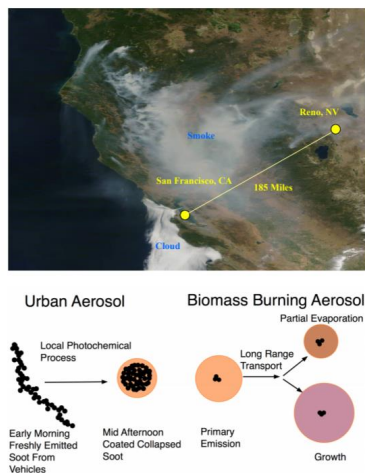 Reno, NV
Smoke
San Francisco, CA
185 Miles
Cloud
Urban Aerosol
Biomass Burning Aerosol
Partial Evaporation
Local Photochemical
Process
Long Range
Transport
Early Morning
Freshly Emitted
Soot From
Vehicles
Mid Afternoon
Coated Collapsed
Soot
Primary
Emission
Growth